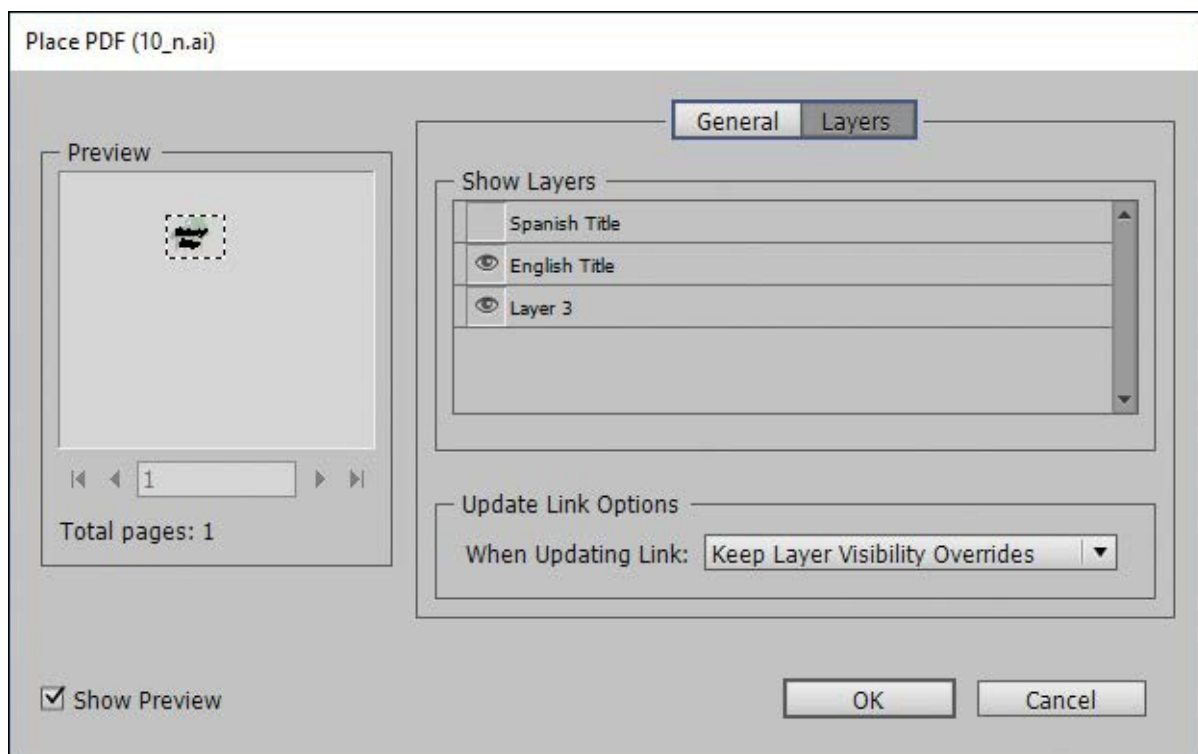 Place PDF (10_n.ai)
General Layers
Preview
Show Layers
Spanish Title
English Title
Layer 3
1
Total pages: 1
Update Link Options
When Updating Link: Keep Layer Visibility Overrides
Show Preview
OK Cancel